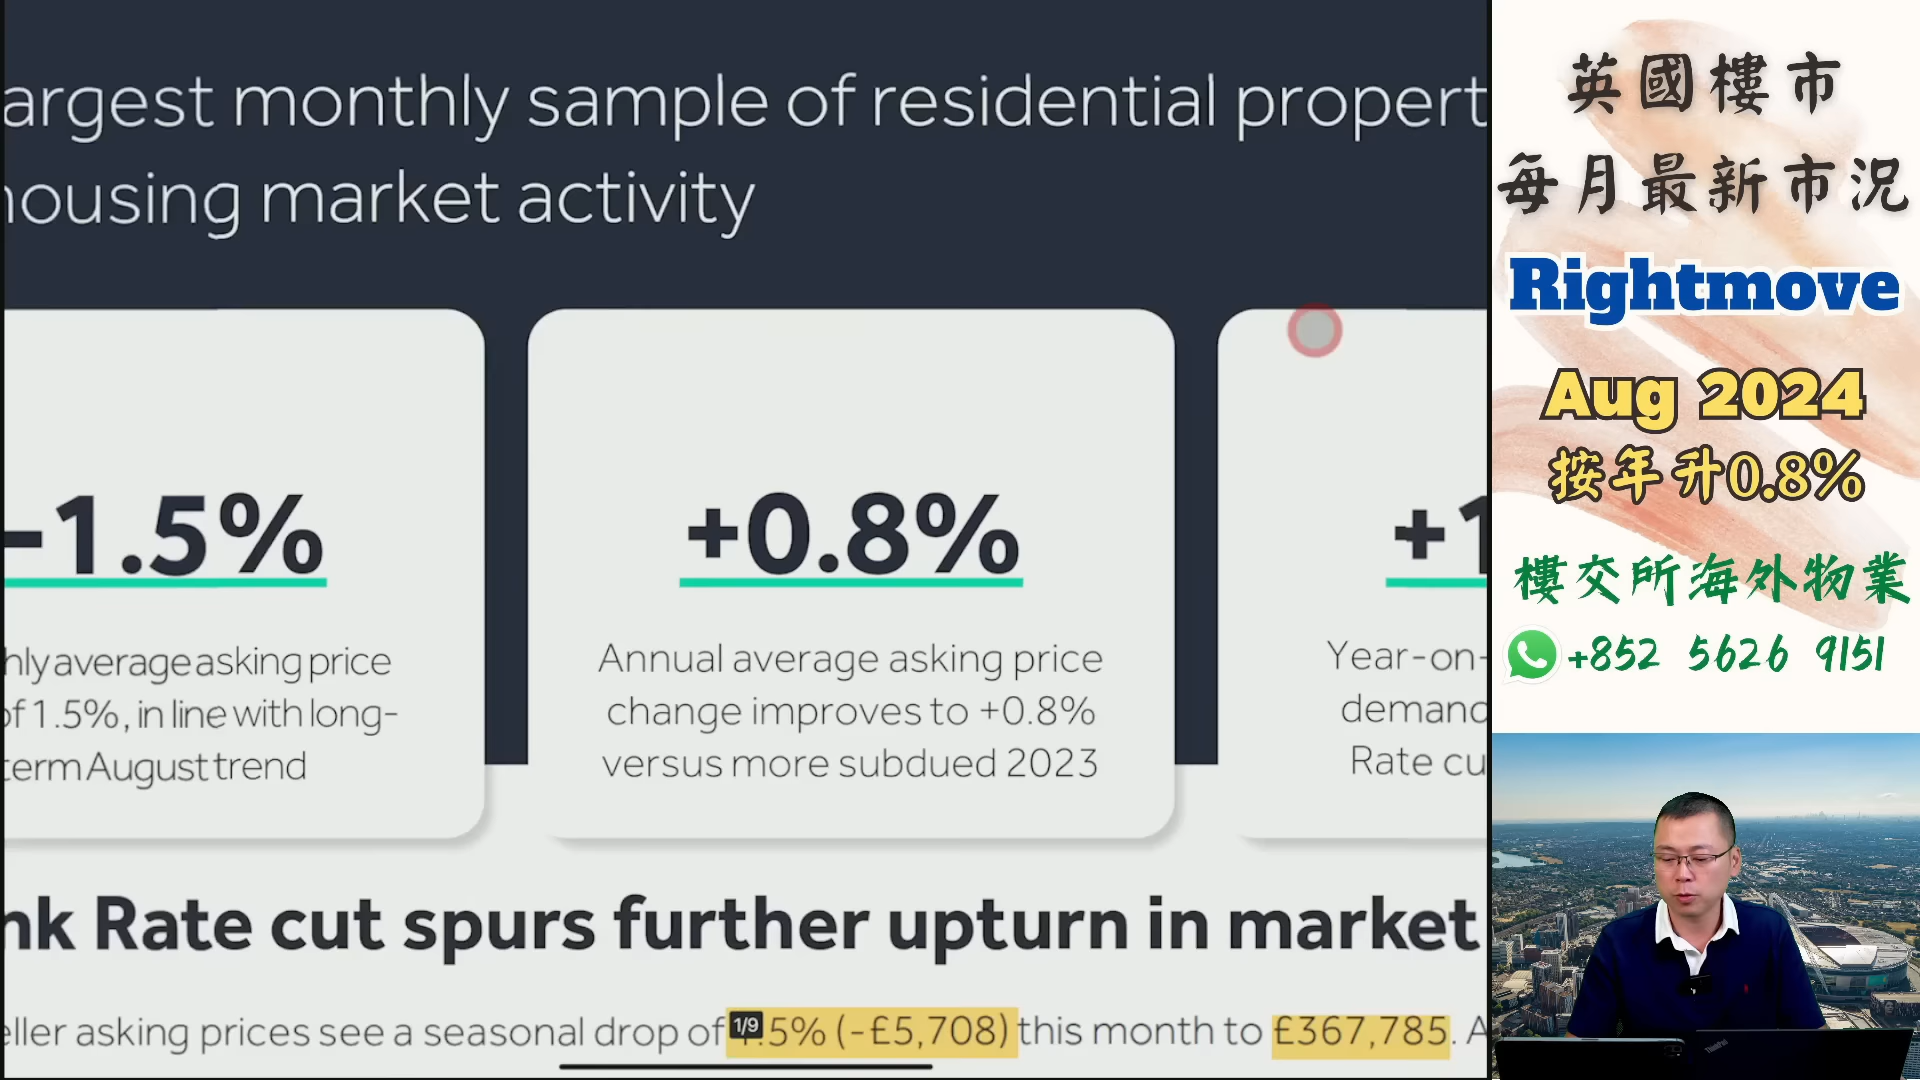 argest monthly sample of residential propert
housing market activity
-1.5%
hly average asking price
of 1.5%, in line with long-
term August trend
+0.8%
Annual average asking price
change improves to +0.8%
versus more subdued 2023
+1
Year-on-
demand
Rate cu
nk Rate cut spurs further upturn in market
eller asking prices see a seasonal drop of 1.5% (-£5,708) this month to £367,785. A
1/9
英國樓市
每月最新市況
Rightmove
Aug 2024
按年升0.8%
樓交所海外物業
+852 5626 9151
ThinkPad